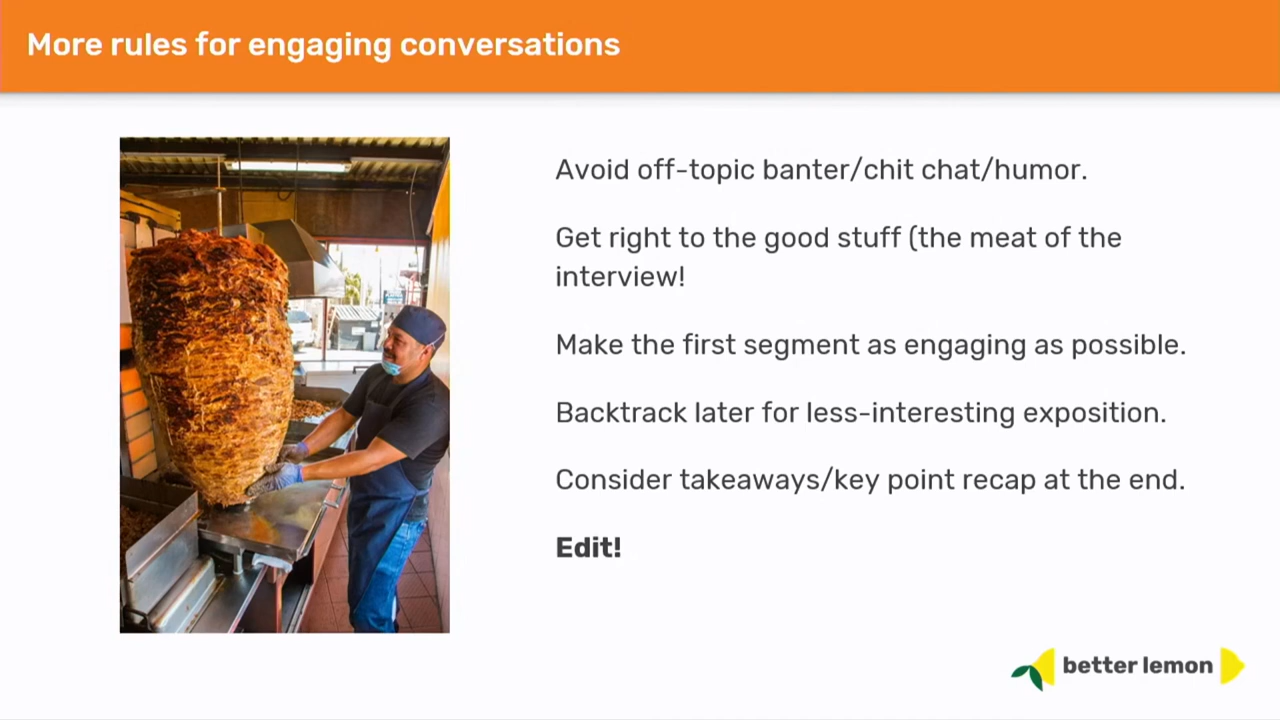 More rules for engaging conversations
Avoid off-topic banter/chit chat/humor.
Get right to the good stuff (the meat of the
interview!
Make the first segment as engaging as possible.
Backtrack later for less-interesting exposition.
Consider takeaways/key point recap at the end.
Edit!
better lemon